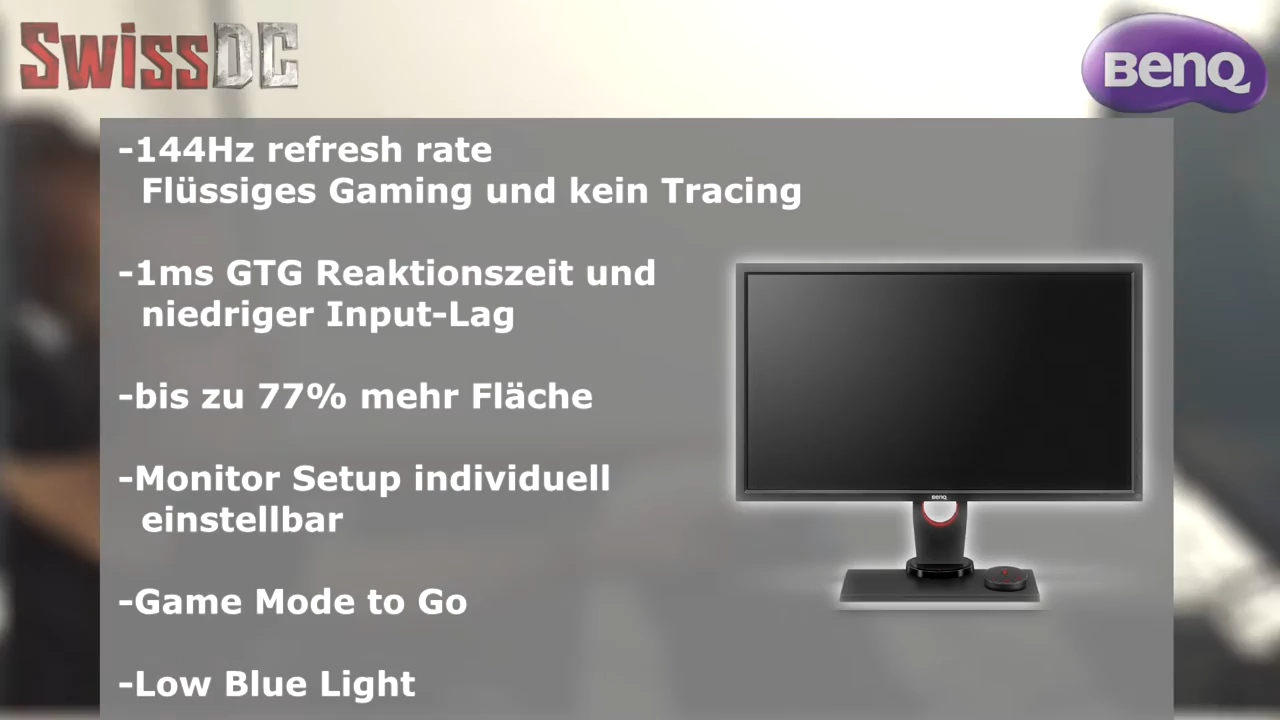 SwissDC
BenQ
-144Hz refresh rate
Flüssiges Gaming und kein Tracing
-1ms GTG Reaktionszeit und
niedriger Input-Lag
-bis zu 77% mehr Fläche
-Monitor Setup individuell
einstellbar
-Game Mode to Go
-Low Blue Light
BenQ